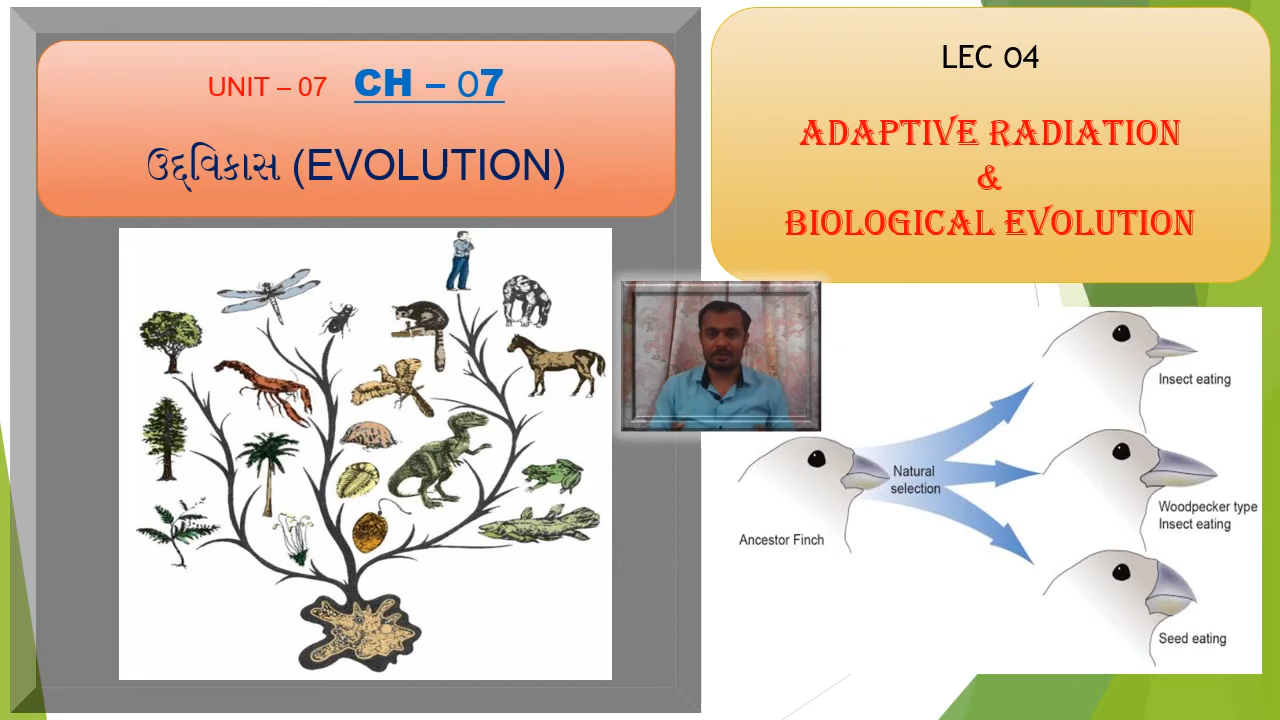 UNIT – 07 CH – 07
ઉદ્દવિકાસ (EVOLUTION)
LEC 04
ADAPTIVE RADIATION
&
BIOLOGICAL EVOLUTION
Insect eating
Natural
selection
Woodpecker type
Insect eating
Ancestor Finch
Seed eating